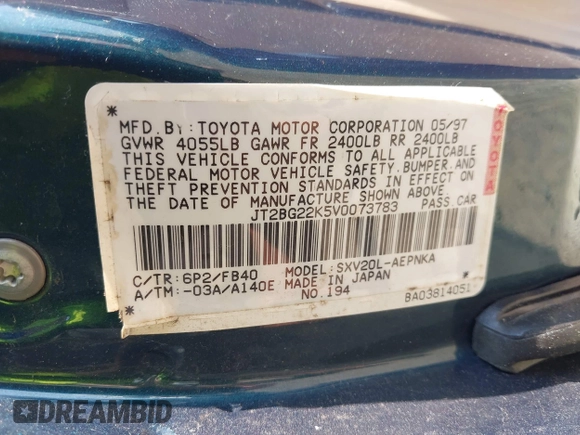 MFD. BY: TOYOTA MOTOR CORPORATION 05/97
GVWR 4055LB GAWR FR 2400LB RR 2400LB
THIS VEHICLE CONFORMS TO ALL APPLICABLE
FEDERAL MOTOR VEHICLE SAFETY, BUMPER, AND
THEFT PREVENTION STANDARDS IN EFFECT ON
THE DATE OF MANUFACTURE SHOWN ABOVE.
JT2BG22K5V0073783 PASS. CAR
C/TR: 6P2/FB40 MODEL: SXV20L-AEPNKA
A/TM: -03A/A140E MADE IN JAPAN
NO. 194 BA03814051
TOYOTA
DREAMBID